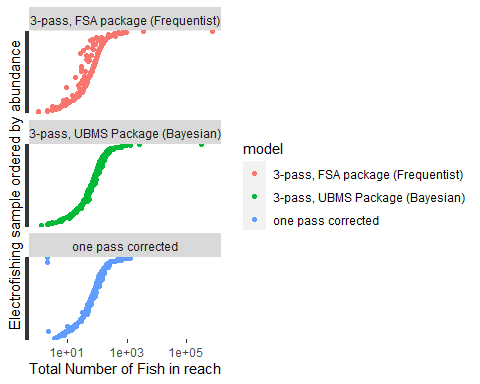 3-pass, FSA package (Frequentist)
3-pass, UBMS Package (Bayesian)
one pass corrected
Electrofishing sample ordered by abundance
1e+01 1e+03 1e+05
Total Number of Fish in reach
model
3-pass, FSA package (Frequentist)
3-pass, UBMS Package (Bayesian)
one pass corrected